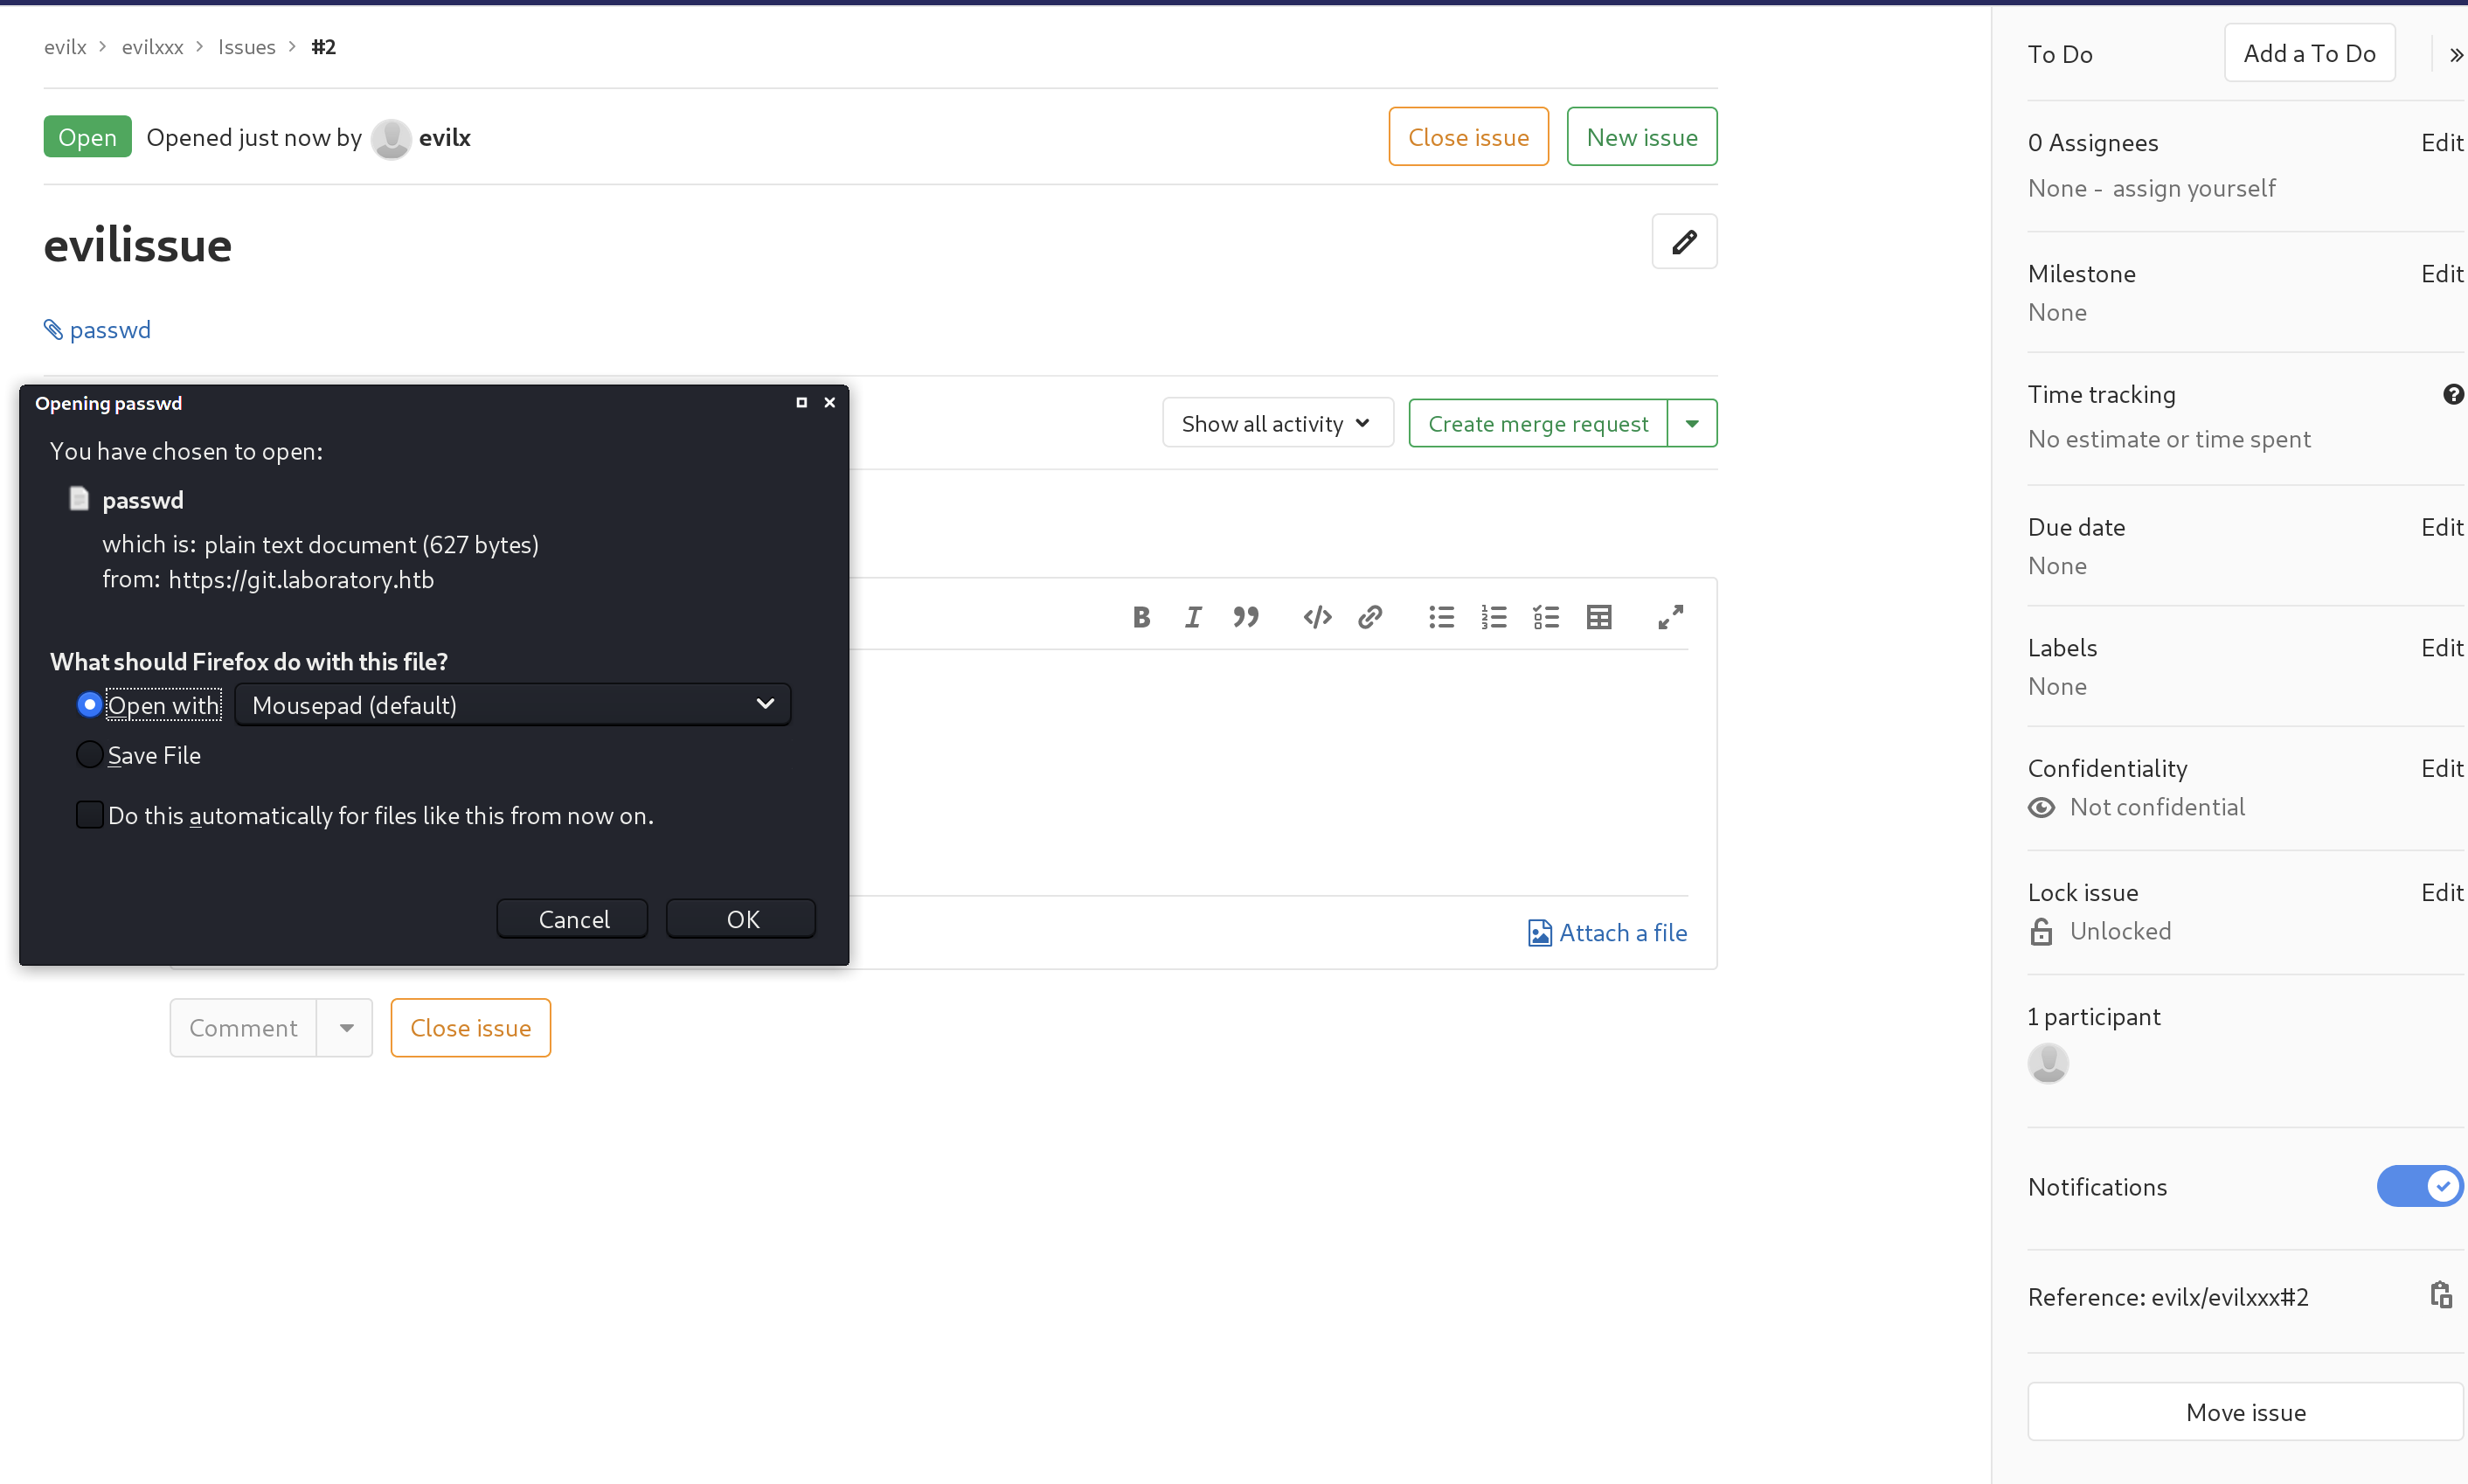 evilx > evilxxx > Issues > #2
Open Opened just now by evilx
Close issue New issue
evilissue
passwd
Opening passwd
You have chosen to open:
passwd
which is: plain text document (627 bytes)
from: https://git.laboratory.htb
What should Firefox do with this file?
Open with Mousepad (default)
Save File
Do this automatically for files like this from now on.
Cancel OK
Show all activity Create merge request
Attach a file
Comment Close issue
To Do Add a To Do
0 Assignees Edit
None - assign yourself
Milestone Edit
None
Time tracking
No estimate or time spent
Due date Edit
None
Labels Edit
None
Confidentiality Edit
Not confidential
Lock issue Edit
Unlocked
1 participant
Notifications
Reference: evilx/evilxxx#2
Move issue